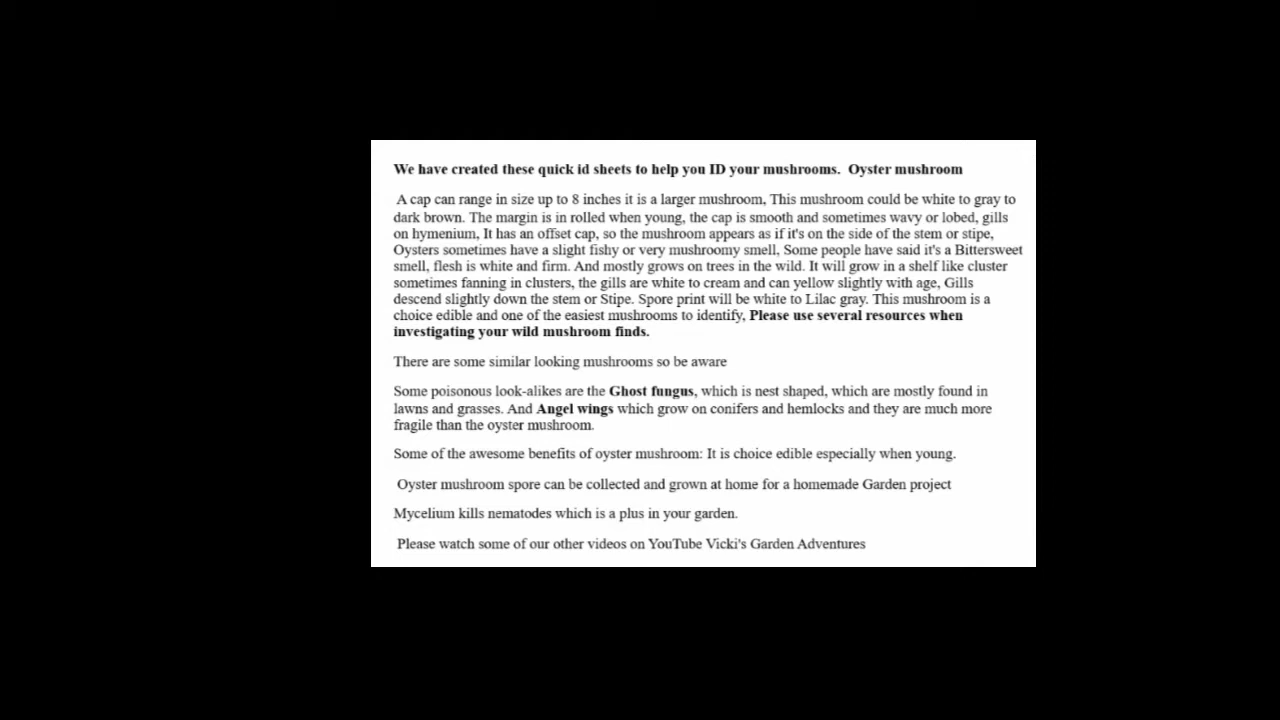 We have created these quick id sheets to help you ID your mushrooms. Oyster mushroom
A cap can range in size up to 8 inches it is a larger mushroom, This mushroom could be white to gray to
dark brown. The margin is in rolled when young, the cap is smooth and sometimes wavy or lobed, gills
on hymenium, It has an offset cap, so the mushroom appears as if it's on the side of the stem or stipe,
Oysters sometimes have a slight fishy or very mushroomy smell, Some people have said it's a Bittersweet
smell, flesh is white and firm. And mostly grows on trees in the wild. It will grow in a shelf like cluster
sometimes fanning in clusters, the gills are white to cream and can yellow slightly with age, Gills
descend slightly down the stem or Stipe. Spore print will be white to Lilac gray. This mushroom is a
choice edible and one of the easiest mushrooms to identify, Please use several resources when
investigating your wild mushroom finds.
There are some similar looking mushrooms so be aware
Some poisonous look-alikes are the Ghost fungus, which is nest shaped, which are mostly found in
lawns and grasses. And Angel wings which grow on conifers and hemlocks and they are much more
fragile than the oyster mushroom.
Some of the awesome benefits of oyster mushroom: It is choice edible especially when young.
Oyster mushroom spore can be collected and grown at home for a homemade Garden project
Mycelium kills nematodes which is a plus in your garden.
Please watch some of our other videos on YouTube Vicki's Garden Adventures